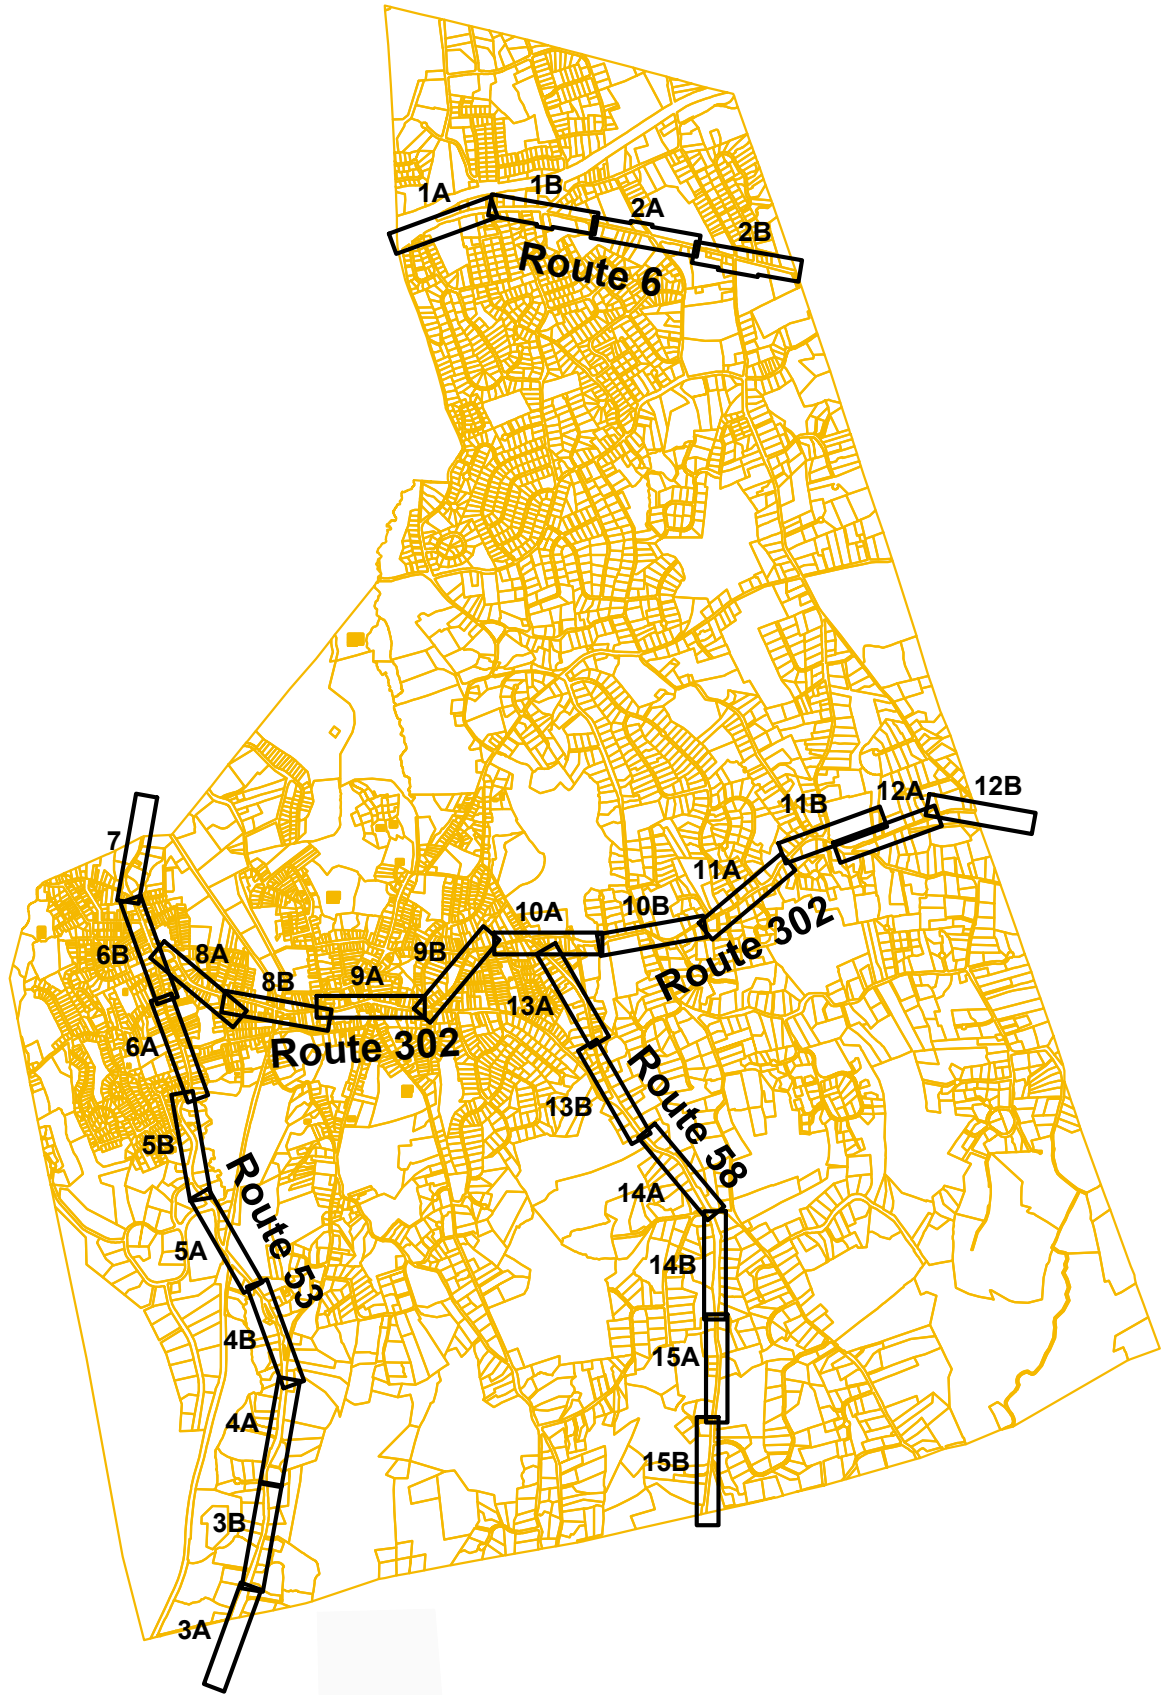 1A
1B
2A
2B
Route 6
12B
12A
11B
7
11A
10B
10A
9B
8A
6B
9A
8B
Route 302
13A
Route 302
6A
13B
Route 58
5B
14A
Route 53
5A
14B
4B
15A
4A
15B
3B
3A